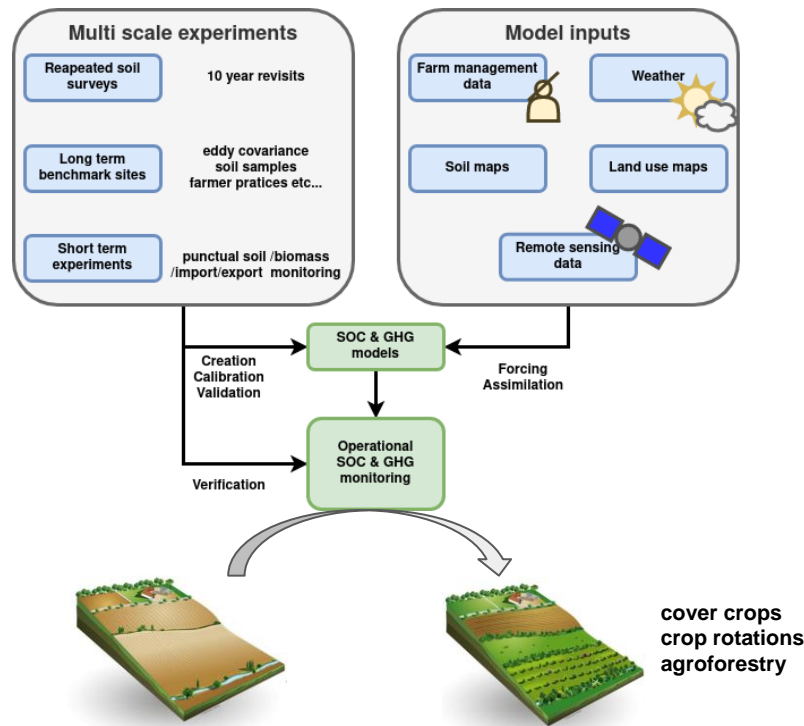 Multi scale experiments
Reapeated soil
surveys
10 year revisits
Long term
benchmark sites
eddy covariance
soil samples
farmer pratices etc...
Short term
experiments
punctual soil /biomass
/import/export monitoring
Model inputs
Farm management
data
Weather
Soil maps
Land use maps
Remote sensing
data
SOC & GHG
models
Creation
Calibration
Validation
Forcing
Assimilation
Operational
SOC & GHG
monitoring
Verification
cover crops
crop rotations
agroforestry